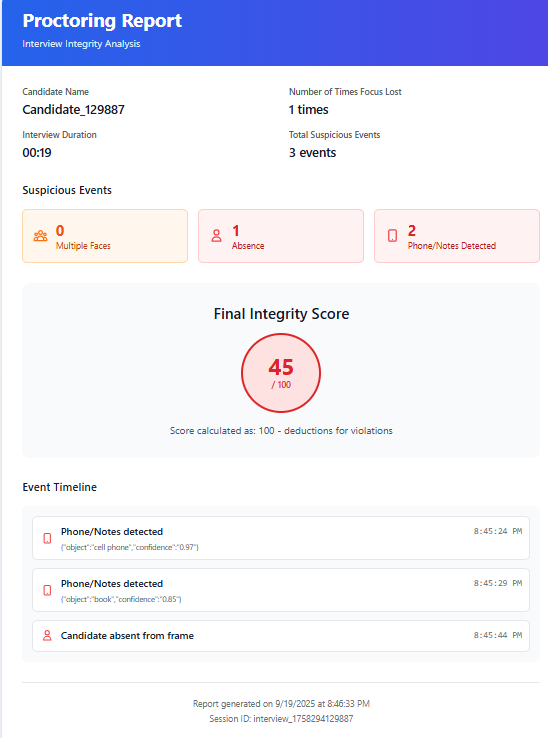 Proctoring Report
Interview Integrity Analysis
Candidate Name
Number of Times Focus Lost
Candidate_129887
1 times
Interview Duration
Total Suspicious Events
00:19
3 events
Suspicious Events
0
Multiple Faces
1
Absence
2
Phone/Notes Detected
Final Integrity Score
45
/ 100
Score calculated as: 100 - deductions for violations
Event Timeline
Phone/Notes detected
8:45:24 PM
{"object":"cell phone","confidence":"0.97"}
Phone/Notes detected
8:45:29 PM
{"object":"book","confidence":"0.85"}
Candidate absent from frame
8:45:44 PM
Report generated on 9/19/2025 at 8:46:33 PM
Session ID: interview_1758294129887